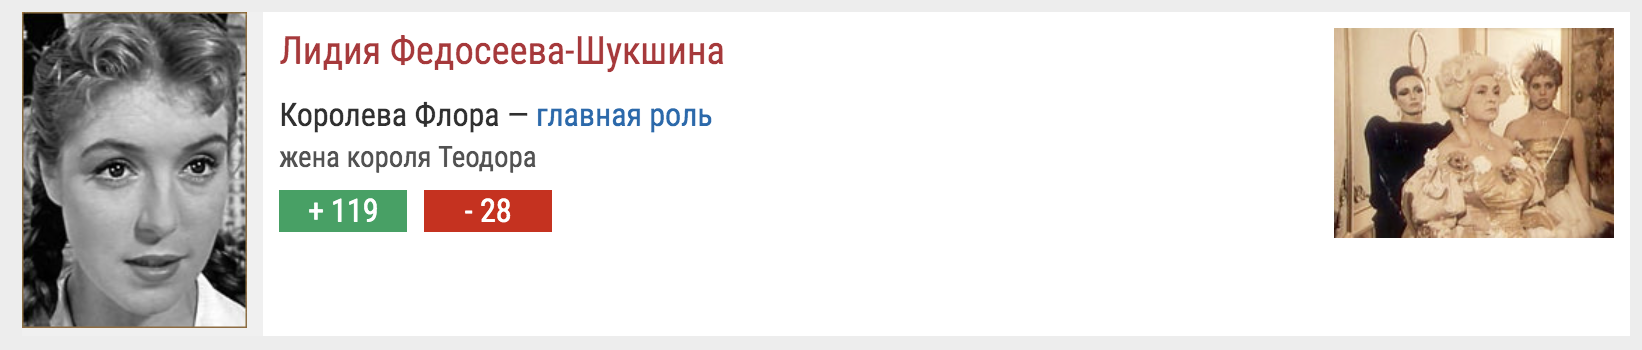 Лидия Федосеева-Шукшина
Королева Флора — главная роль
жена короля Теодора
+ 119 - 28